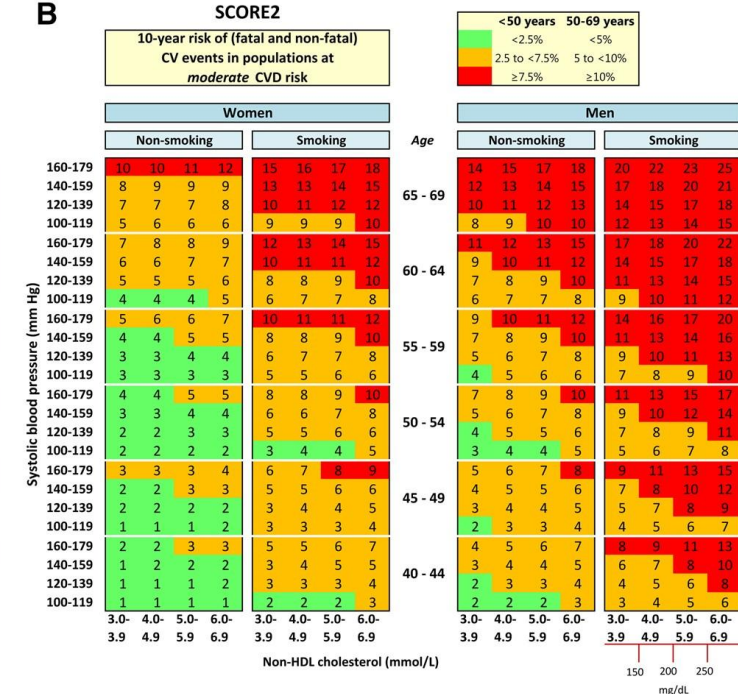 B
SCORE2
10-year risk of (fatal and non-fatal)
CV events in populations at
moderate CVD risk
<50 years 50-69 years
<2.5% <5%
2.5 to <7.5% 5 to <10%
≥7.5% ≥10%
Women Men
Non-smoking Smoking Age Non-smoking Smoking
Systolic blood pressure (mm Hg)
160-179 10 10 11 12 15 16 17 18 14 15 17 18 20 22 23 25
140-159 8 9 9 9 13 13 14 15 12 13 14 15 17 18 20 21
65 - 69
120-139 7 7 7 8 10 11 12 12 10 11 12 13 14 15 17 18
100-119 5 6 6 6 9 9 9 10 8 9 10 10 12 13 14 15
160-179 7 8 8 9 12 13 14 15 11 12 13 15 17 18 20 22
140-159 6 6 7 7 10 11 11 12 9 10 11 12 14 15 17 18
60 - 64
120-139 5 5 5 6 8 8 9 10 7 8 9 10 11 13 14 15
100-119 4 4 4 5 6 7 7 8 6 7 7 8 9 10 11 12
160-179 5 6 6 7 10 11 11 12 9 10 11 12 14 16 17 20
140-159 4 4 5 5 8 8 9 10 7 8 9 10 11 13 14 16
55 - 59
120-139 3 3 4 4 6 7 7 8 5 6 7 8 9 10 11 13
100-119 3 3 3 3 5 5 6 6 4 5 6 6 7 8 9 10
160-179 4 4 5 5 8 8 9 10 7 8 9 10 11 13 15 17
140-159 3 3 4 4 6 6 7 8 5 6 7 8 9 10 12 14
50 - 54
120-139 2 2 3 3 5 5 5 6 4 5 5 6 7 8 9 11
100-119 2 2 2 2 3 4 4 5 3 4 4 5 5 6 7 8
160-179 3 3 3 4 6 7 8 9 5 6 7 8 9 11 13 15
140-159 2 2 3 3 5 5 6 6 4 5 5 6 7 8 10 12
45 - 49
120-139 2 2 2 2 3 4 4 5 3 4 4 5 5 7 8 9
100-119 1 1 1 2 3 3 3 4 2 3 3 4 4 5 6 7
160-179 2 2 3 3 5 5 6 7 4 5 6 7 8 9 11 13
140-159 1 2 2 2 3 4 5 5 3 4 4 5 6 7 8 10
40 - 44
120-139 1 1 1 2 3 3 3 4 2 3 3 4 4 5 6 8
100-119 1 1 1 1 2 2 2 3 2 2 2 3 3 4 5 6
3.0- 4.0- 5.0- 6.0- 3.0- 4.0- 5.0- 6.0- 3.0- 4.0- 5.0- 6.0- 3.0- 4.0- 5.0- 6.0-
3.9 4.9 5.9 6.9 3.9 4.9 5.9 6.9 3.9 4.9 5.9 6.9 3.9 4.9 5.9 6.9
Non-HDL cholesterol (mmol/L)
150 200 250
mg/dL